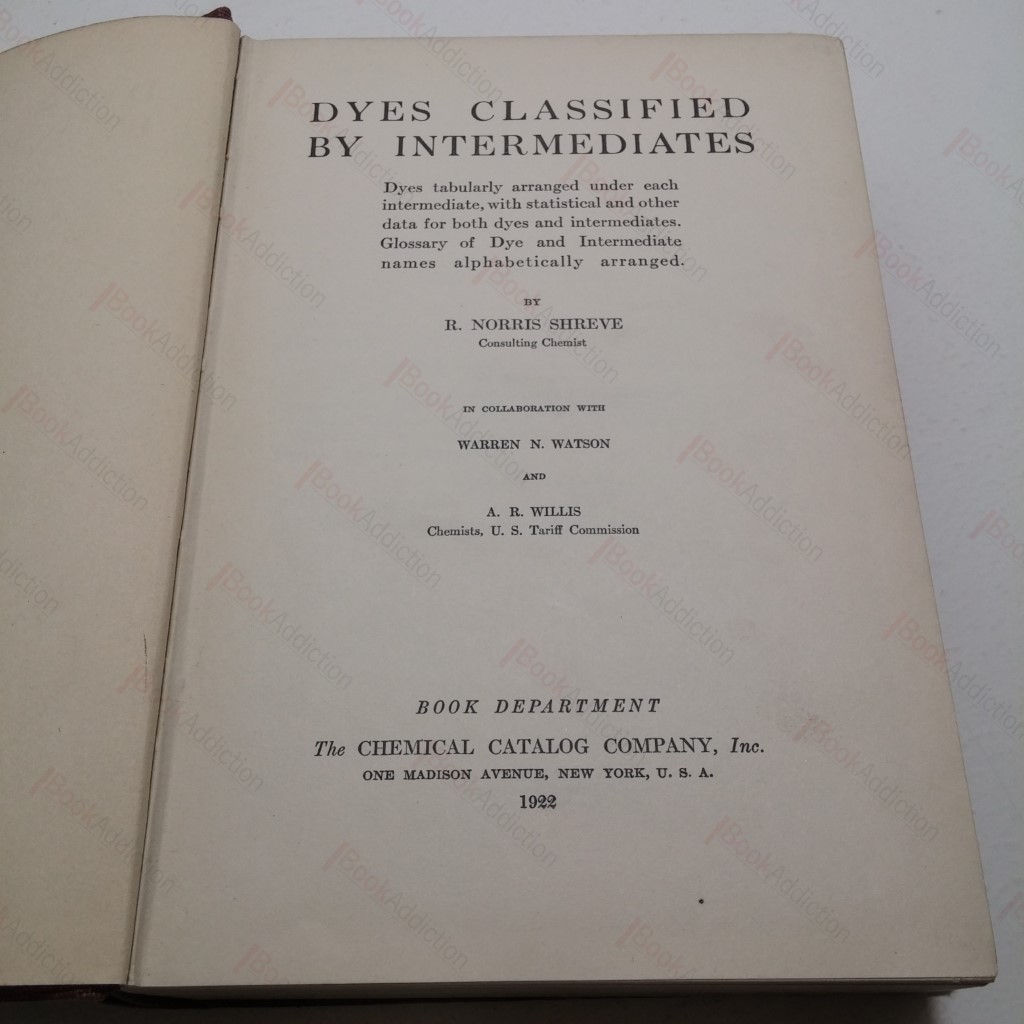 DYES CLASSIFIED
BY INTERMEDIATES
Dyes tabularly arranged under each
intermediate, with statistical and other
data for both dyes and intermediates.
Glossary of Dye and Intermediate
names alphabetically arranged.
BY
R. NORRIS SHREVE
Consulting Chemist
IN COLLABORATION WITH
WARREN N. WATSON
AND
A. R. WILLIS
Chemists, U. S. Tariff Commission
BOOK DEPARTMENT
The CHEMICAL CATALOG COMPANY, Inc.
ONE MADISON AVENUE, NEW YORK, U. S. A.
1922
BookAddiction